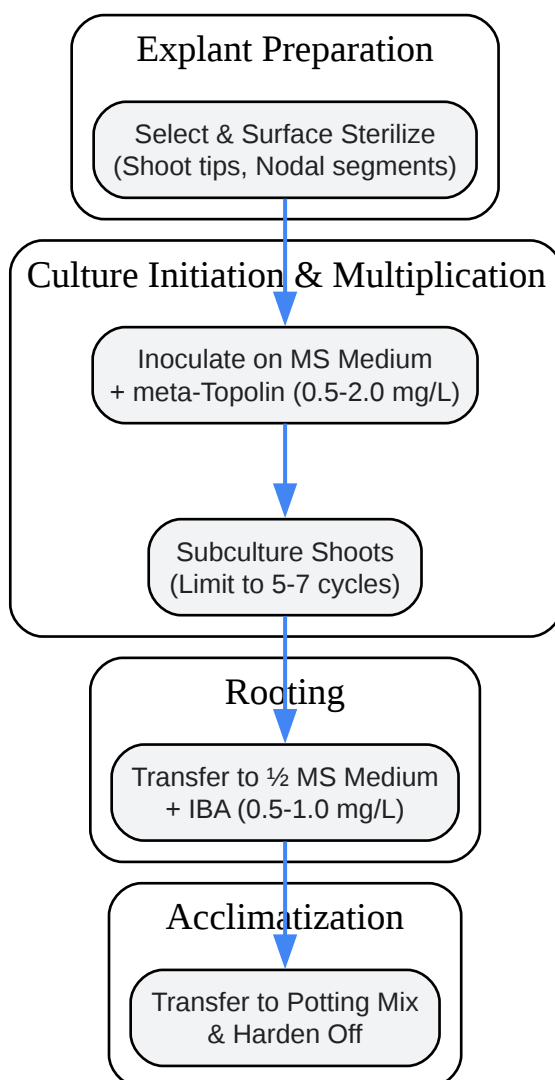 Explant Preparation
Select & Surface Sterilize
(Shoot tips, Nodal segments)
Culture Initiation & Multiplication
Inoculate on MS Medium
+ meta-Topolin (0.5-2.0 mg/L)
Subculture Shoots
(Limit to 5-7 cycles)
Rooting
Transfer to ½ MS Medium
+ IBA (0.5-1.0 mg/L)
Acclimatization
Transfer to Potting Mix
& Harden Off